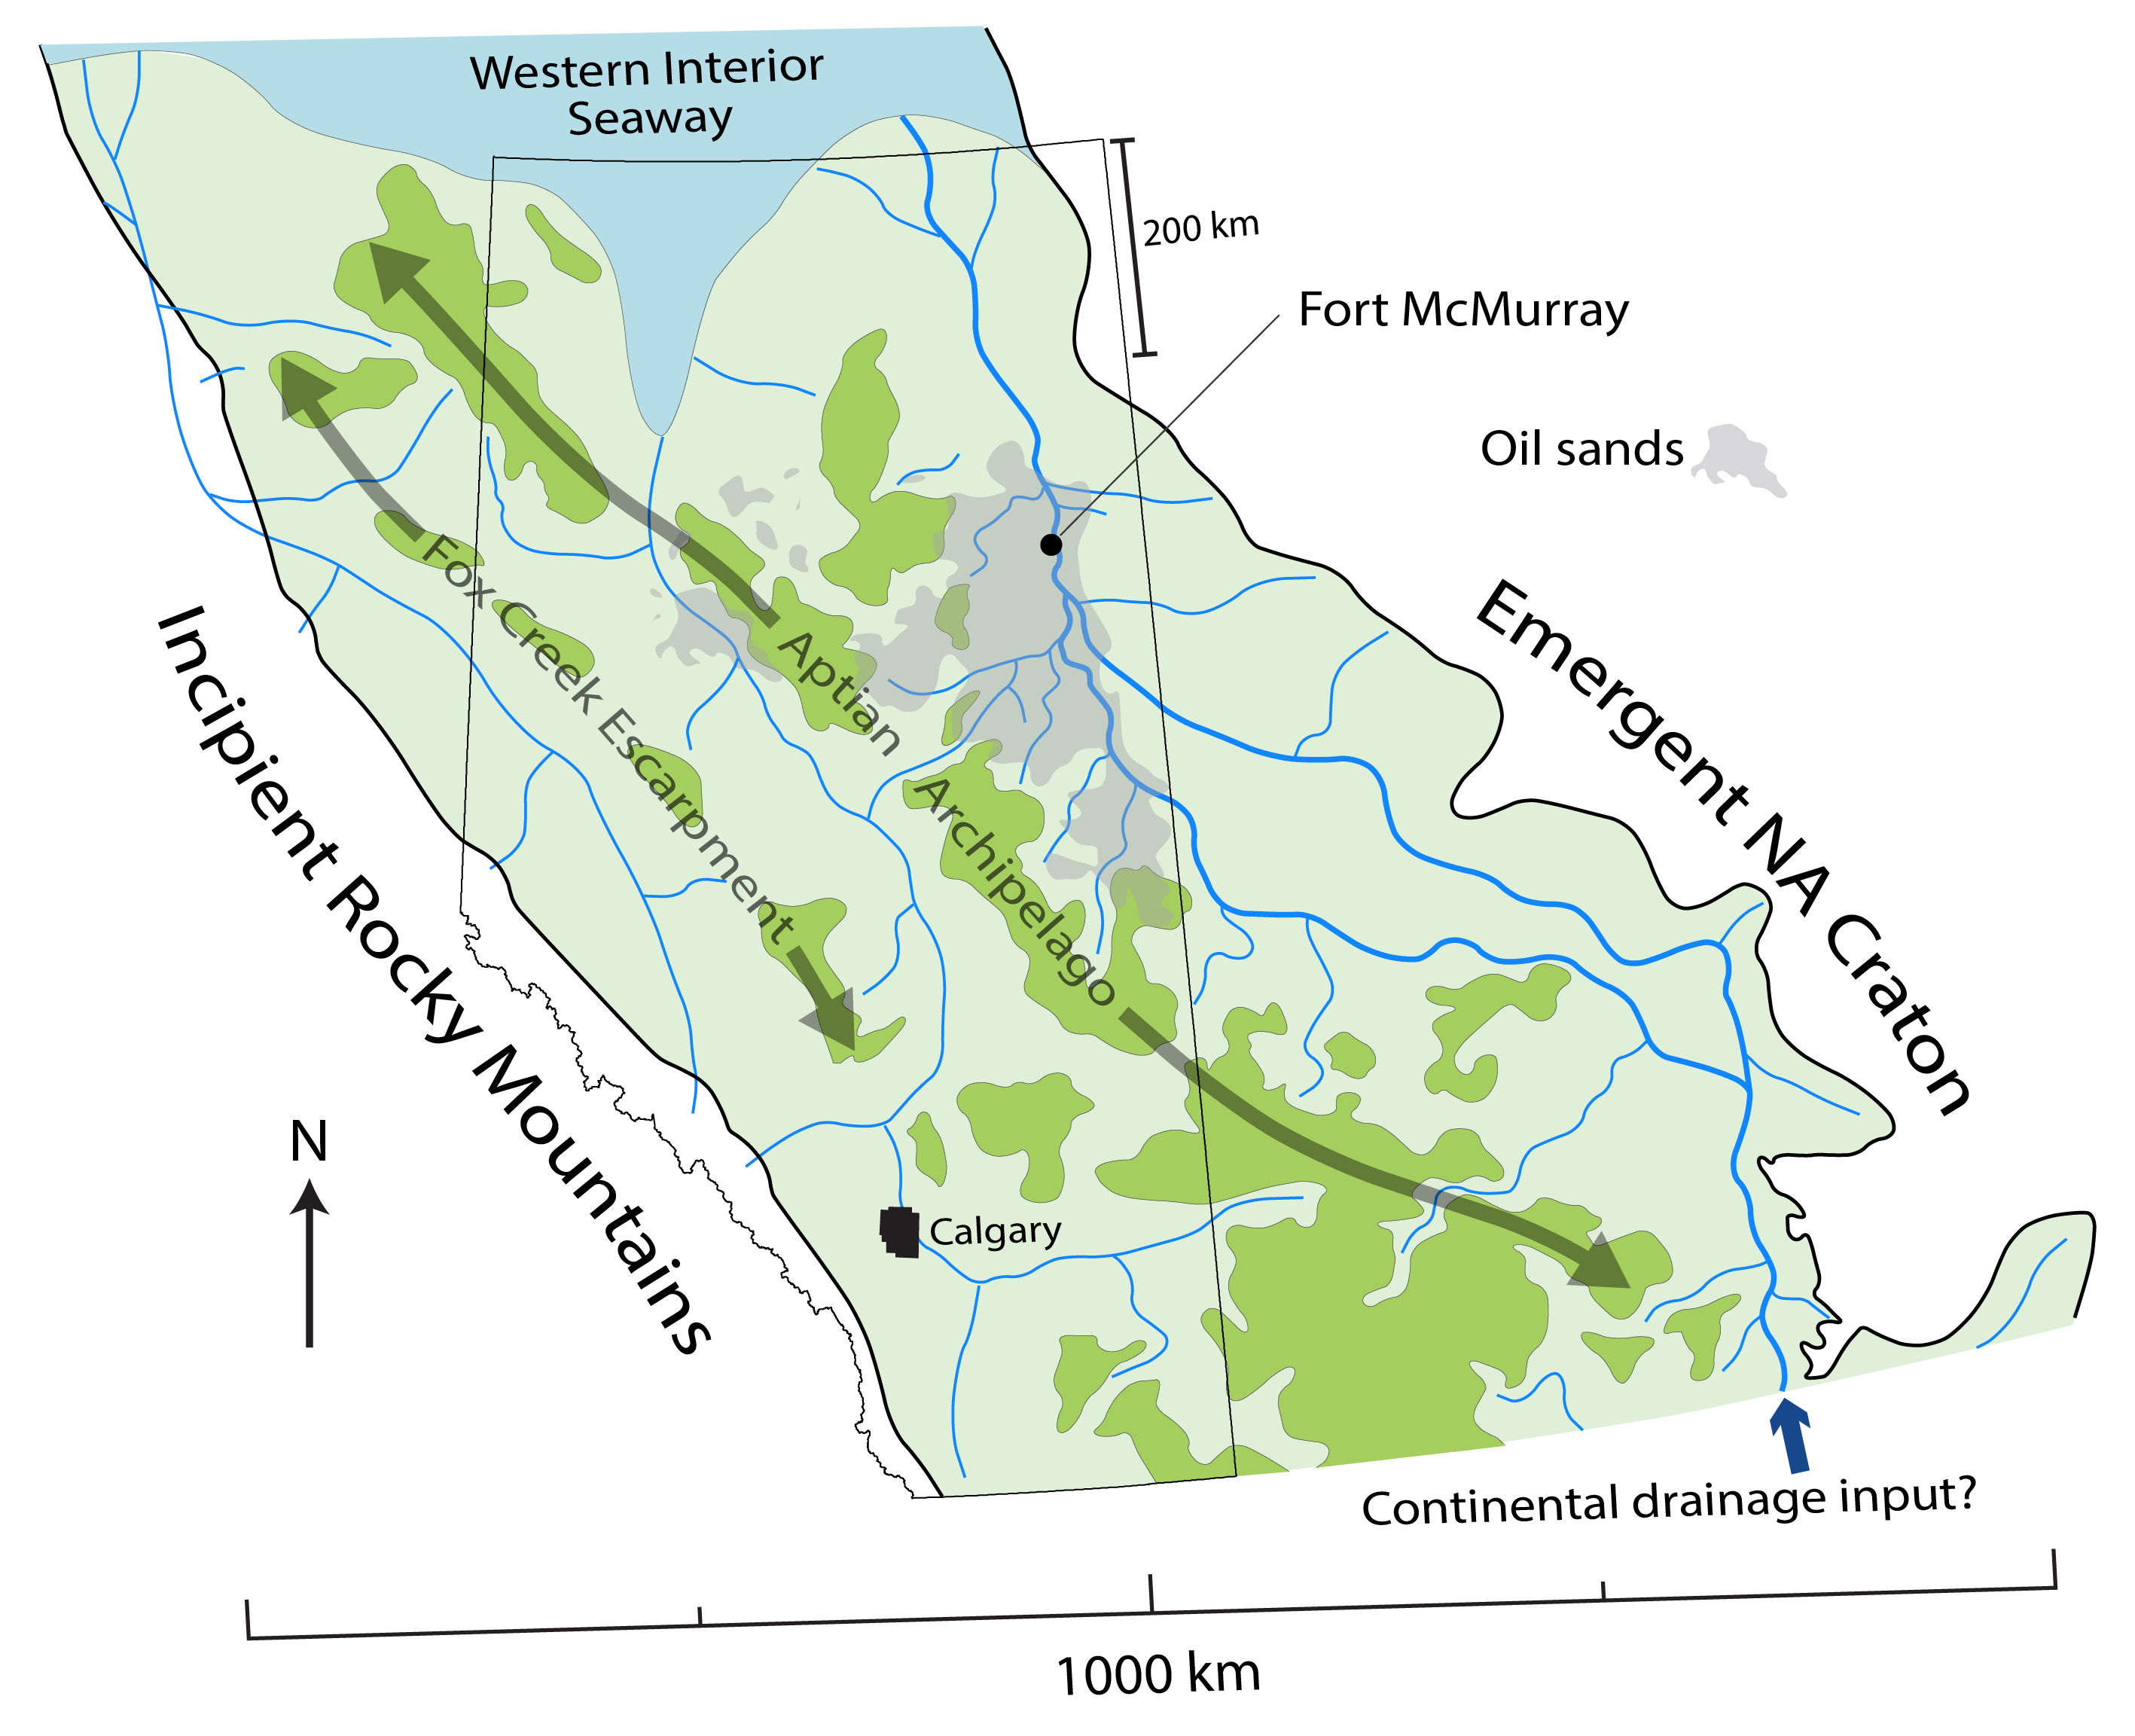 Western Interior
Seaway
200 km
Fort McMurray
Oil sands
Fox Creek Escarpment
Aptian Archipelago
Incipient Rocky Mountains
Emergent NA Craton
N
Calgary
Continental drainage input?
1000 km